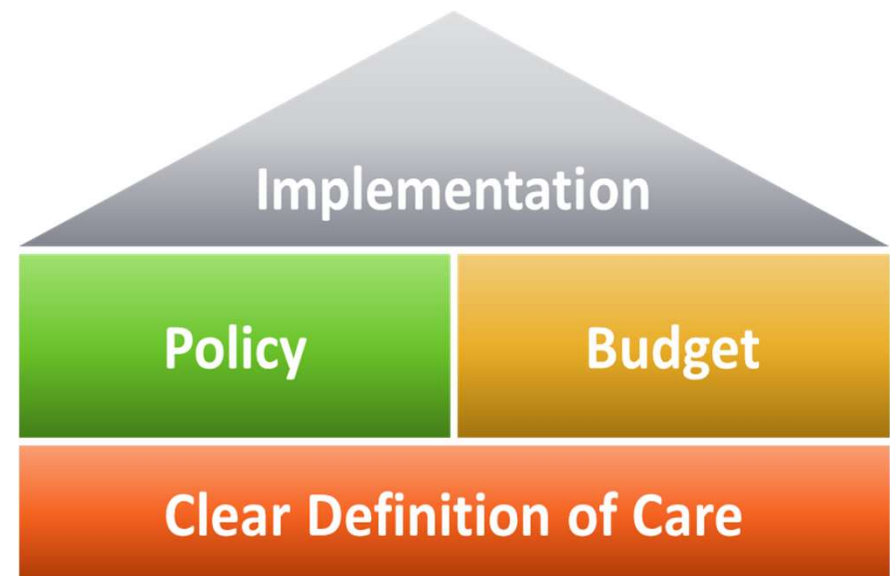 Implementation
Policy
Budget
Clear Definition of Care